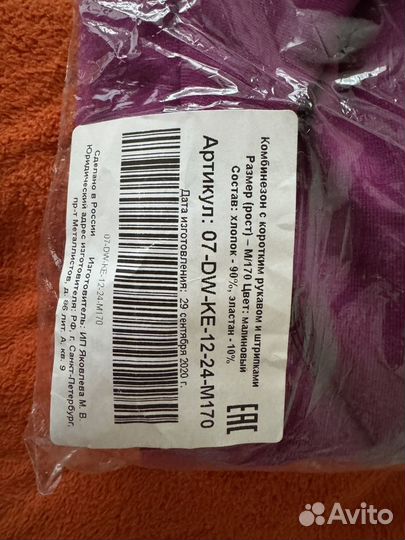 Комбинезон с коротким рукавом и штрипками
Размер (рост) – M/170 Цвет: малиновый
Состав: хлопок - 90%, эластан -10%
Артикул: 07-DW-KE-12-24-M170
Дата изготовления: 29 сентября 2020 г.
EAC
07-DW-KE-12-24-M170
Изготовитель: ИП Яковлева М. В.
Юридический адрес изготовителя: РФ, г. Санкт-Петербург,
пр-т Металлистов, д. 86 лит. А, кв. 9
Сделано в России
Avito